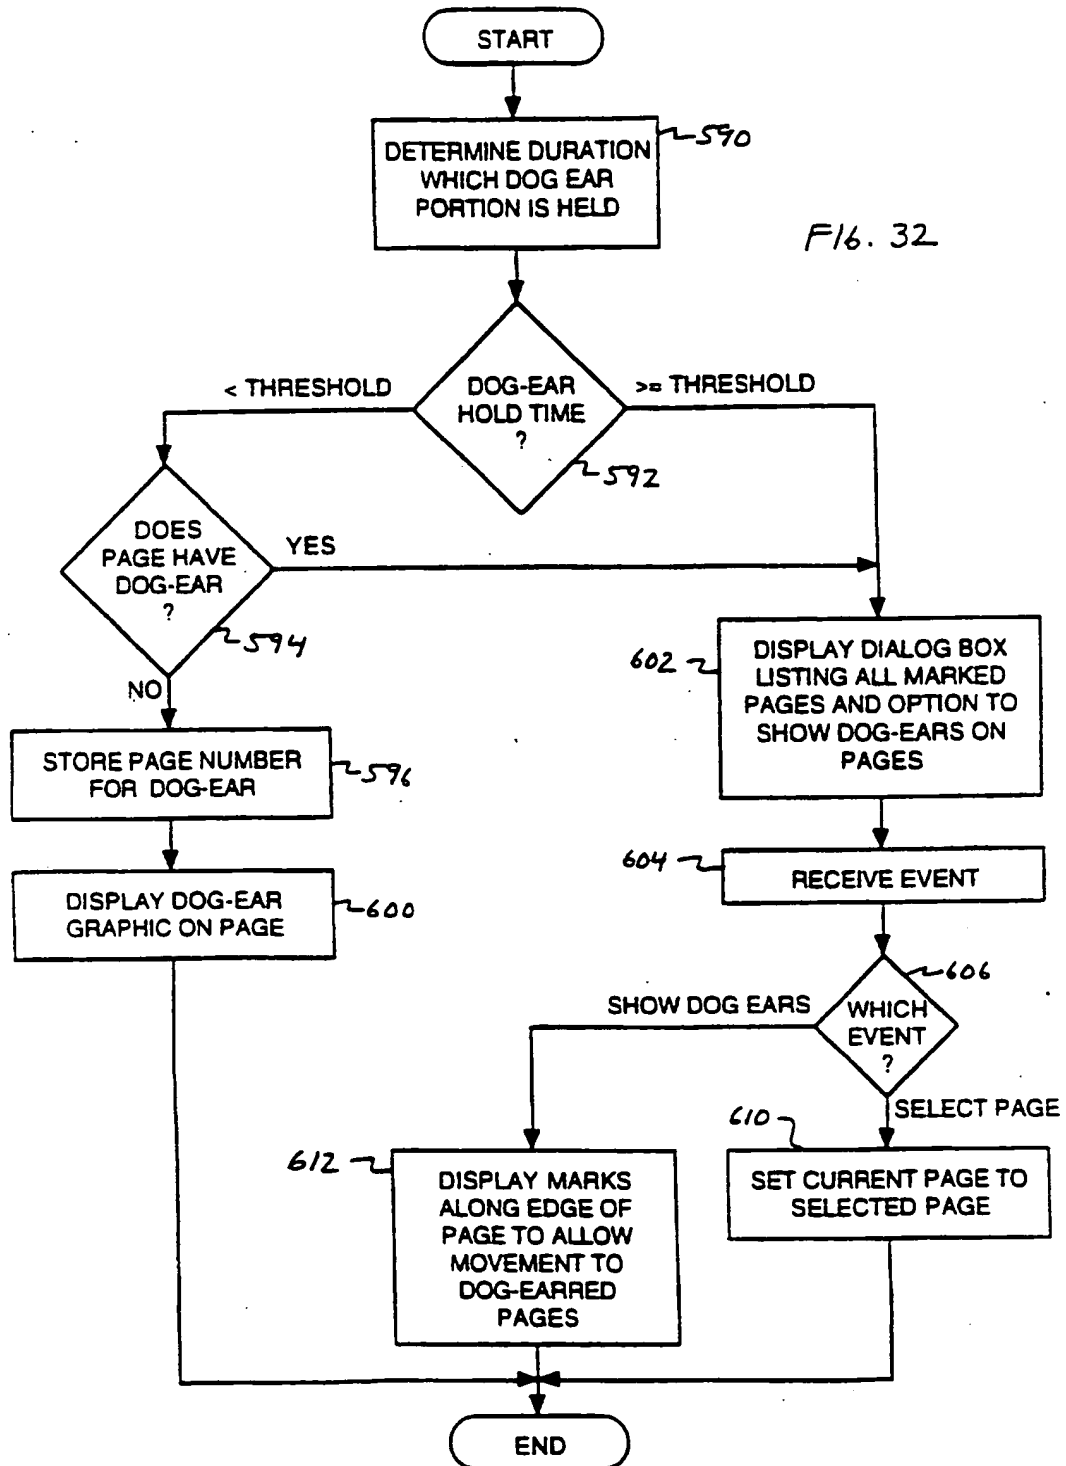 START
DETERMINE DURATION
WHICH DOG EAR
PORTION IS HELD
590
FIG. 32
< THRESHOLD
DOG-EAR
HOLD TIME
?
>= THRESHOLD
592
DOES
PAGE HAVE
DOG-EAR
?
YES
594
NO
602
DISPLAY DIALOG BOX
LISTING ALL MARKED
PAGES AND OPTION TO
SHOW DOG-EARS ON
PAGES
STORE PAGE NUMBER
FOR DOG-EAR
596
604
RECEIVE EVENT
DISPLAY DOG-EAR
GRAPHIC ON PAGE
600
606
SHOW DOG EARS
WHICH
EVENT
?
SELECT PAGE
610
SET CURRENT PAGE TO
SELECTED PAGE
612
DISPLAY MARKS
ALONG EDGE OF
PAGE TO ALLOW
MOVEMENT TO
DOG-EARRED
PAGES
END